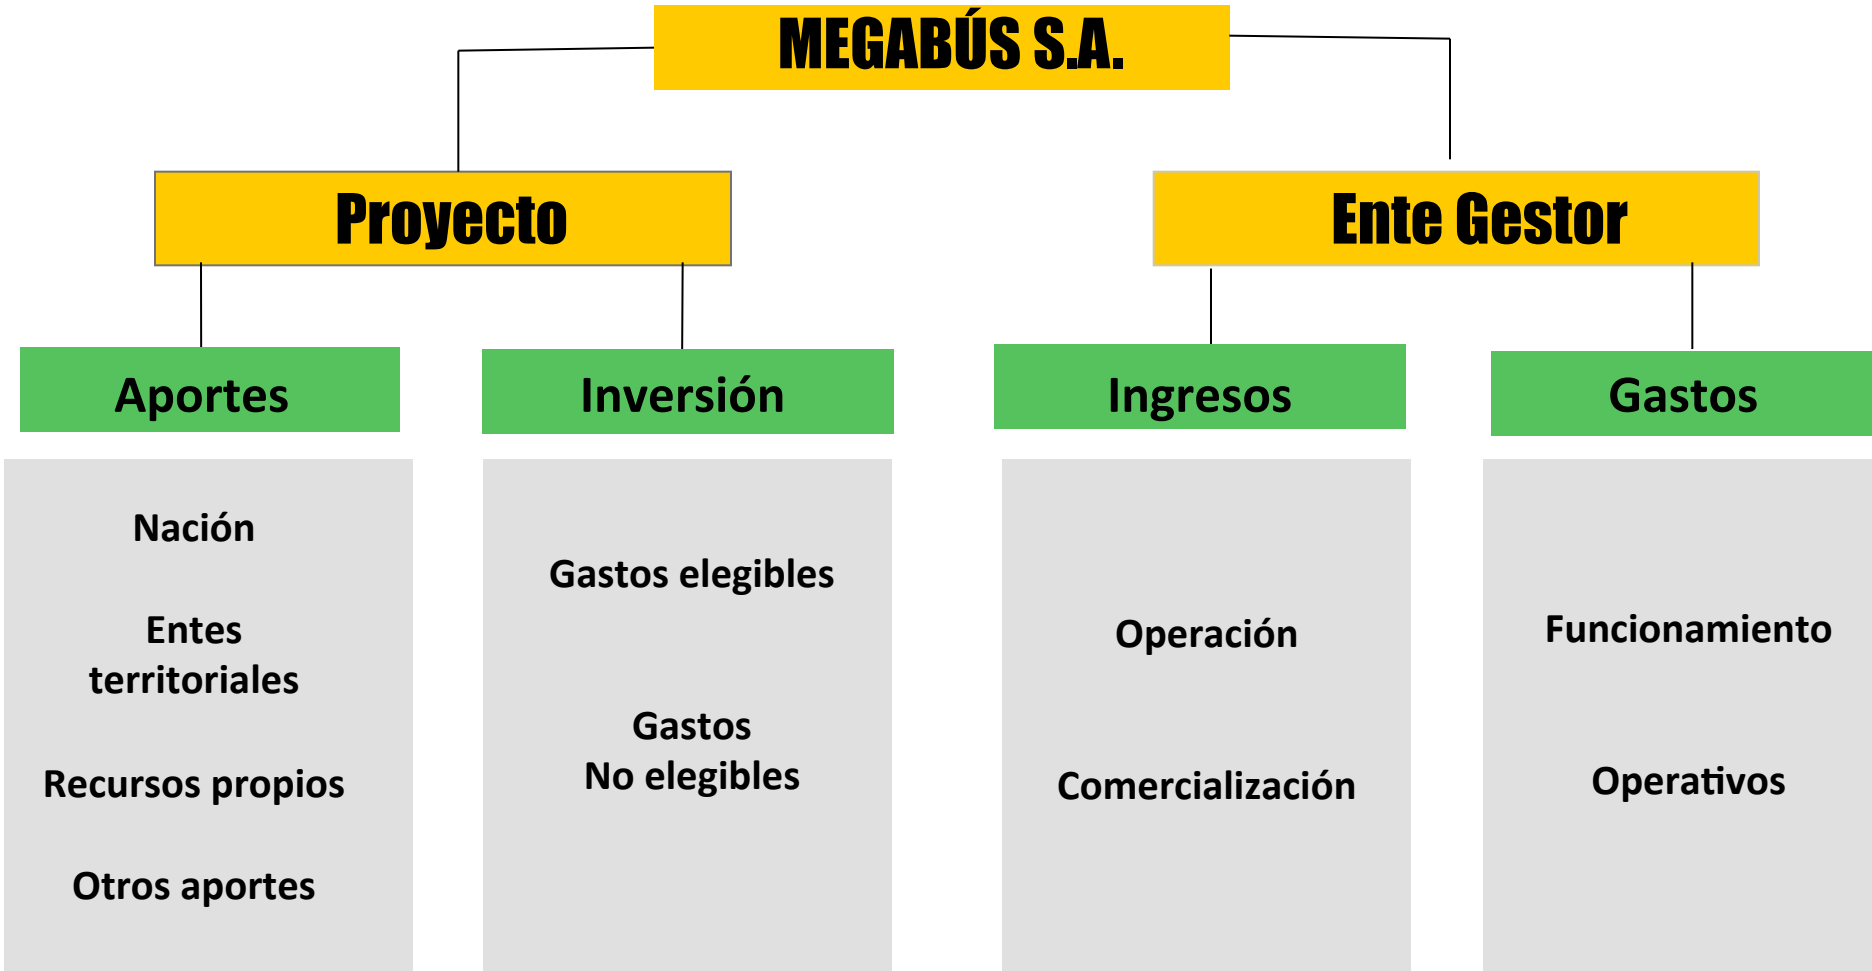 MEGABÚS S.A.
Proyecto
Ente Gestor
Aportes
Inversión
Ingresos
Gastos
Nación
Entes
territoriales
Recursos propios
Otros aportes
Gastos elegibles
Gastos
No elegibles
Operación
Comercialización
Funcionamiento
Operativos